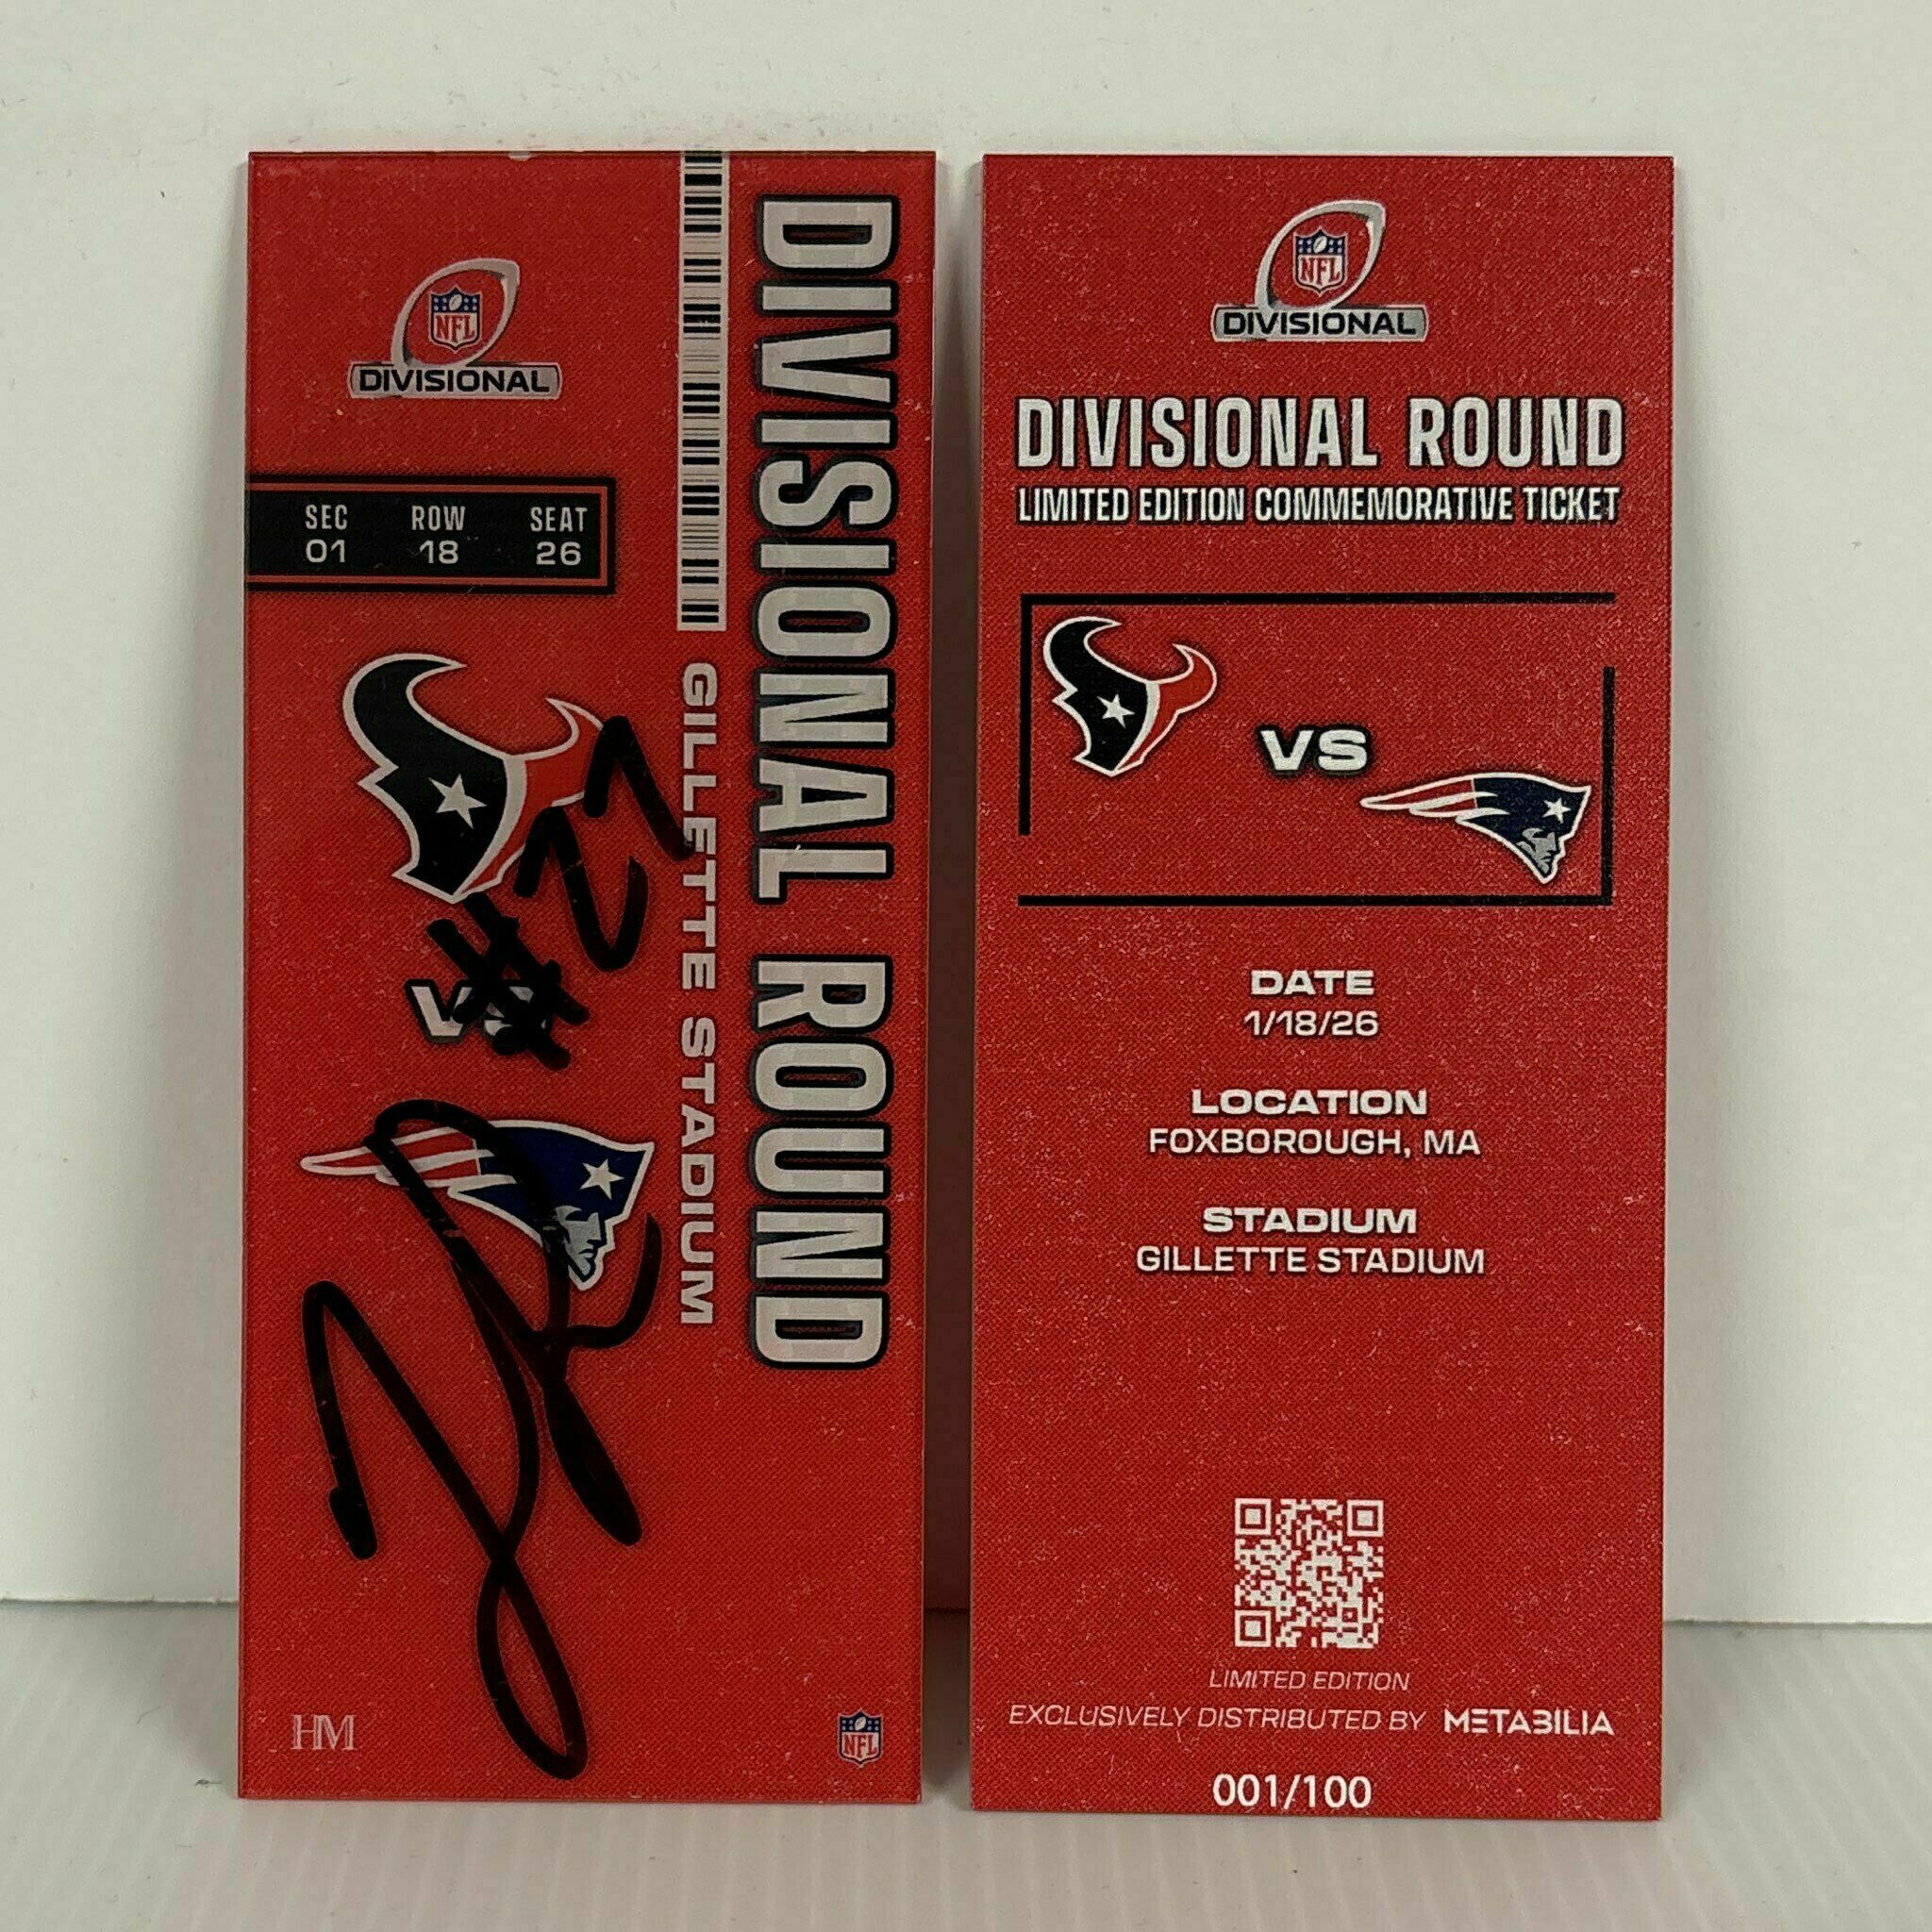 NFL
DIVISIONAL
SEC ROW SEAT
01 18 26
DIVISIONAL ROUND
GILLETTE STADIUM
VS
HM
NFL
NFL
DIVISIONAL
DIVISIONAL ROUND
LIMITED EDITION COMMEMORATIVE TICKET
VS
DATE
1/18/26
LOCATION
FOXBOROUGH, MA
STADIUM
GILLETTE STADIUM
LIMITED EDITION
EXCLUSIVELY DISTRIBUTED BY METABILIA
001/100